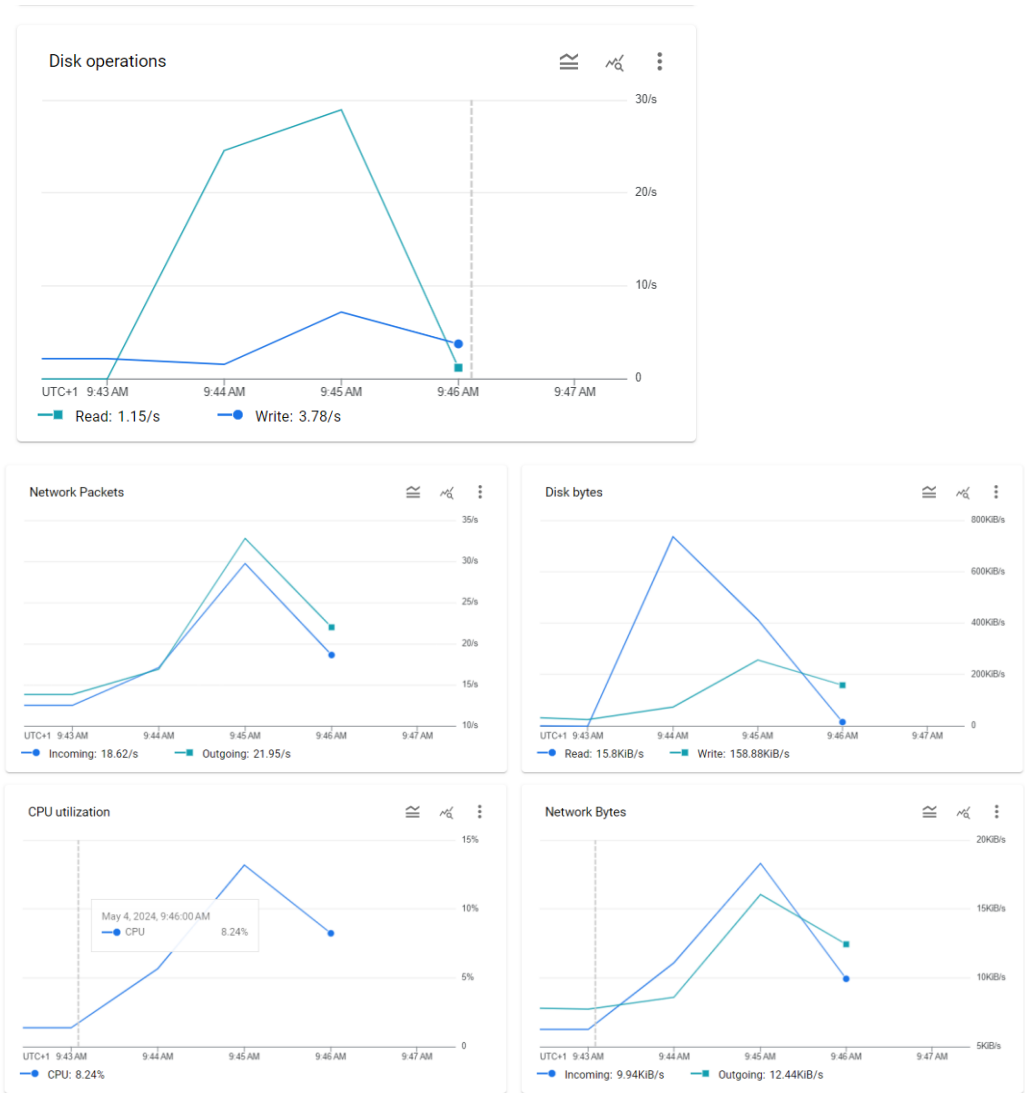 Disk operations
30/s
20/s
10/s
0
UTC+1 9:43 AM 9:44 AM 9:45 AM 9:46 AM 9:47 AM
Read: 1.15/s Write: 3.78/s
Network Packets
35/s
30/s
25/s
20/s
15/s
10/s
UTC+1 9:43 AM 9:44 AM 9:45 AM 9:46 AM 9:47 AM
Incoming: 18.62/s Outgoing: 21.95/s
Disk bytes
800KiB/s
600KiB/s
400KiB/s
200KiB/s
0
UTC+1 9:43 AM 9:44 AM 9:45 AM 9:46 AM 9:47 AM
Read: 15.8KiB/s Write: 158.88KiB/s
CPU utilization
15%
10%
May 4, 2024, 9:46:00 AM
CPU 8.24%
5%
0
UTC+1 9:43 AM 9:44 AM 9:45 AM 9:46 AM 9:47 AM
CPU: 8.24%
Network Bytes
20KiB/s
15KiB/s
10KiB/s
5KiB/s
UTC+1 9:43 AM 9:44 AM 9:45 AM 9:46 AM 9:47 AM
Incoming: 9.94KiB/s Outgoing: 12.44KiB/s